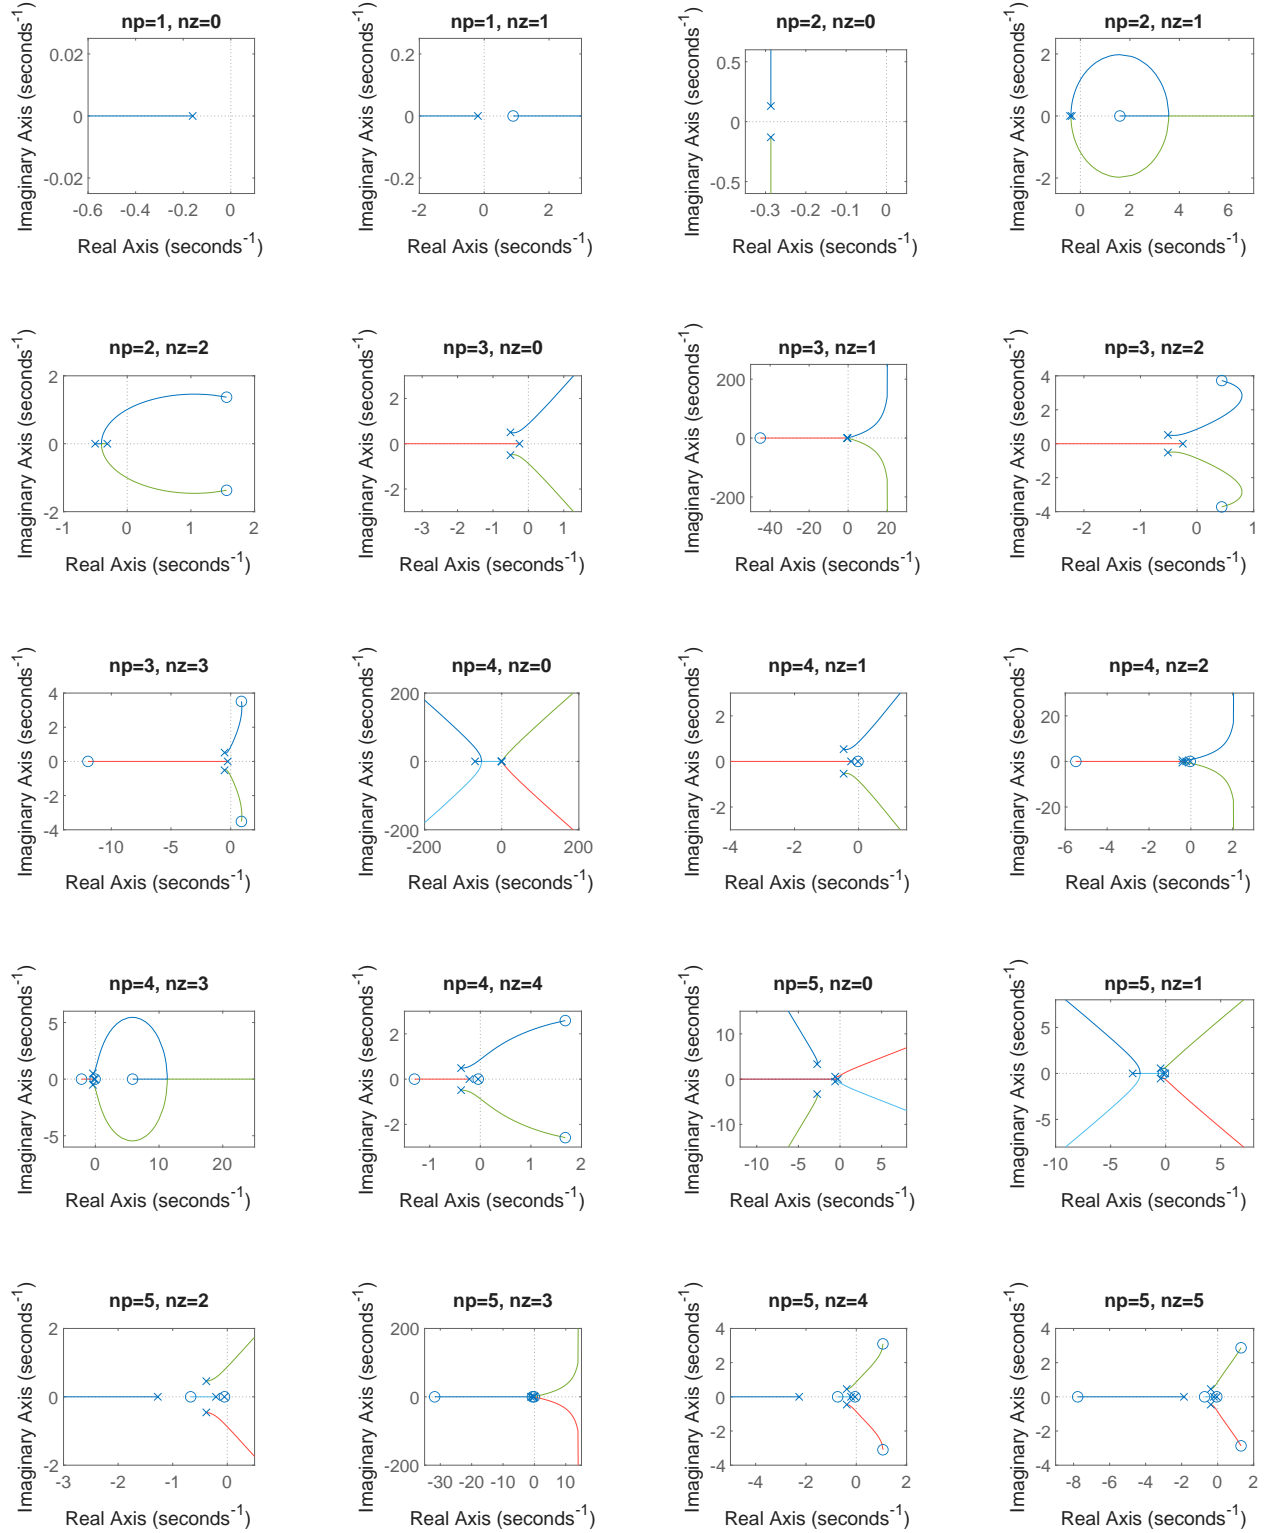 np=1, nz=0
0.02
0
-0.02
-0.6 -0.4 -0.2 0
Real Axis (seconds⁻¹)
Imaginary Axis (seconds⁻¹)
np=1, nz=1
0.2
0
-0.2
-2 0 2
Real Axis (seconds⁻¹)
Imaginary Axis (seconds⁻¹)
np=2, nz=0
0.5
0
-0.5
-0.3 -0.2 -0.1 0
Real Axis (seconds⁻¹)
Imaginary Axis (seconds⁻¹)
np=2, nz=1
2
0
-2
0 2 4 6
Real Axis (seconds⁻¹)
Imaginary Axis (seconds⁻¹)
np=2, nz=2
2
0
-2
-1 0 1 2
Real Axis (seconds⁻¹)
Imaginary Axis (seconds⁻¹)
np=3, nz=0
2
0
-2
-3 -2 -1 0 1
Real Axis (seconds⁻¹)
Imaginary Axis (seconds⁻¹)
np=3, nz=1
200
0
-200
-40 -20 0 20
Real Axis (seconds⁻¹)
Imaginary Axis (seconds⁻¹)
np=3, nz=2
4
2
0
-2
-4
-2 -1 0 1
Real Axis (seconds⁻¹)
Imaginary Axis (seconds⁻¹)
np=3, nz=3
4
2
0
-2
-4
-10 -5 0
Real Axis (seconds⁻¹)
Imaginary Axis (seconds⁻¹)
np=4, nz=0
200
0
-200
-200 0 200
Real Axis (seconds⁻¹)
Imaginary Axis (seconds⁻¹)
np=4, nz=1
2
0
-2
-4 -2 0
Real Axis (seconds⁻¹)
Imaginary Axis (seconds⁻¹)
np=4, nz=2
20
0
-20
-6 -4 -2 0 2
Real Axis (seconds⁻¹)
Imaginary Axis (seconds⁻¹)
np=4, nz=3
5
0
-5
0 10 20
Real Axis (seconds⁻¹)
Imaginary Axis (seconds⁻¹)
np=4, nz=4
2
0
-2
-1 0 1 2
Real Axis (seconds⁻¹)
Imaginary Axis (seconds⁻¹)
np=5, nz=0
10
0
-10
-10 -5 0 5
Real Axis (seconds⁻¹)
Imaginary Axis (seconds⁻¹)
np=5, nz=1
5
0
-5
-10 -5 0 5
Real Axis (seconds⁻¹)
Imaginary Axis (seconds⁻¹)
np=5, nz=2
2
0
-2
-3 -2 -1 0
Real Axis (seconds⁻¹)
Imaginary Axis (seconds⁻¹)
np=5, nz=3
200
0
-200
-30 -20 -10 0 10
Real Axis (seconds⁻¹)
Imaginary Axis (seconds⁻¹)
np=5, nz=4
4
2
0
-2
-4
-4 -2 0 2
Real Axis (seconds⁻¹)
Imaginary Axis (seconds⁻¹)
np=5, nz=5
4
2
0
-2
-4
-8 -6 -4 -2 0 2
Real Axis (seconds⁻¹)
Imaginary Axis (seconds⁻¹)